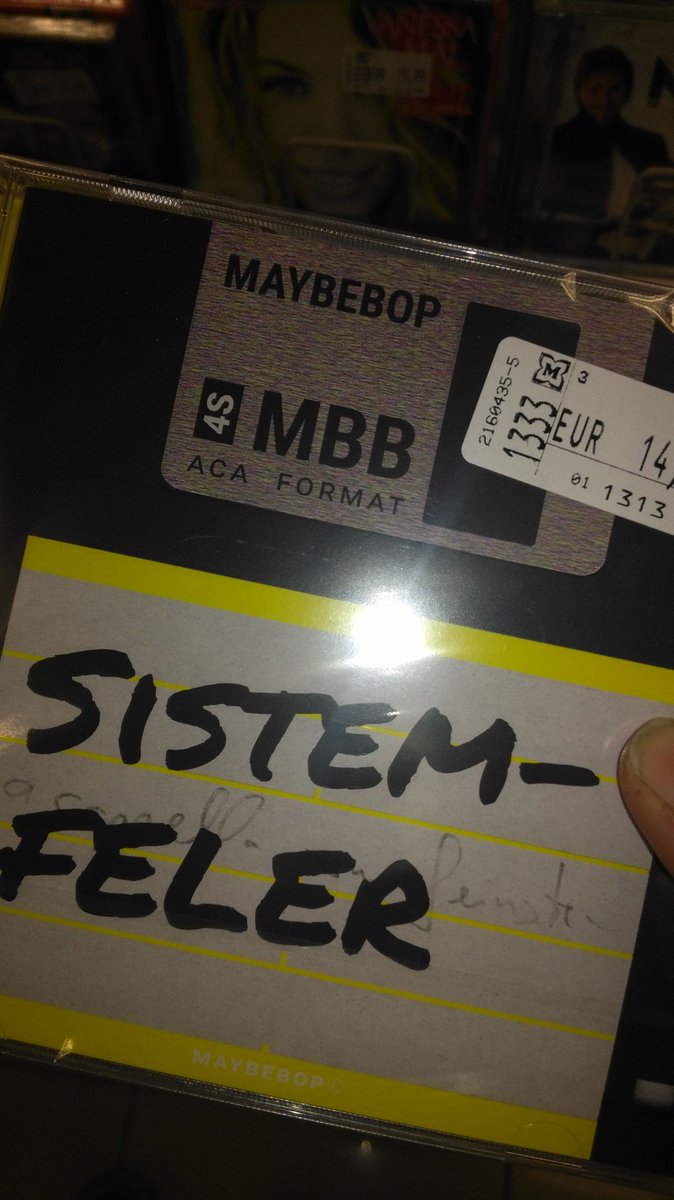 MAYBEBOP
4S MBB
ACA FORMAT
2160435-5
1333
3
EUR 14,
01 1313
SISTEM-
FELER
MAYBEBOP©